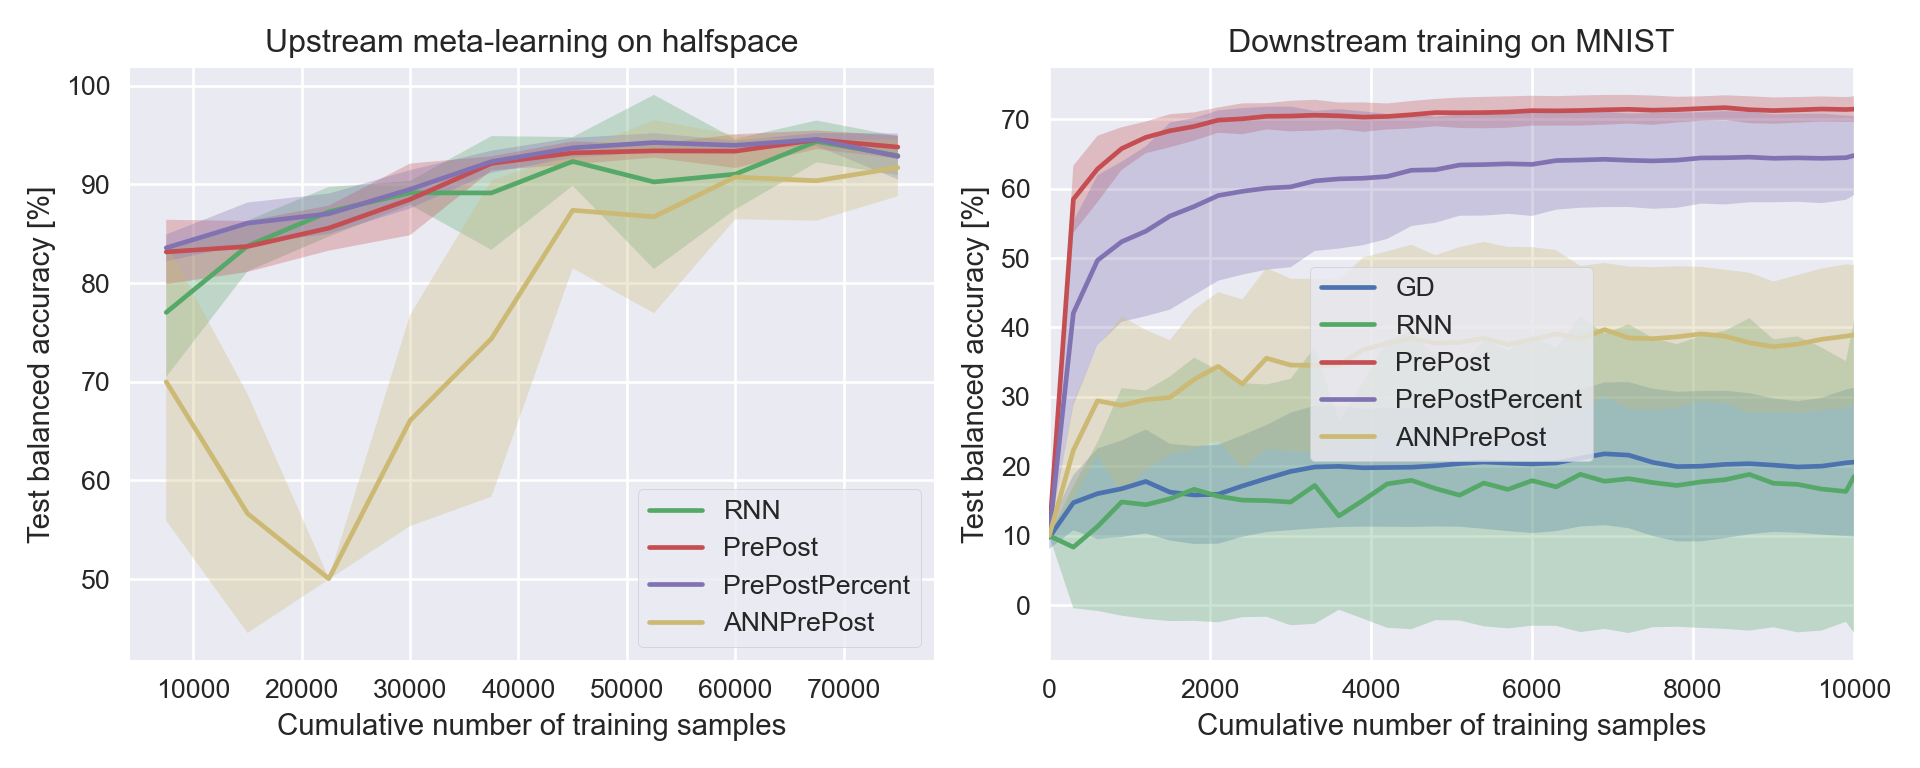 Upstream meta-learning on halfspace
Test balanced accuracy [%]
100
90
80
70
60
50
RNN
PrePost
PrePostPercent
ANNPrePost
10000 20000 30000 40000 50000 60000 70000
Cumulative number of training samples
Downstream training on MNIST
Test balanced accuracy [%]
70
60
50
40
30
20
10
0
GD
RNN
PrePost
PrePostPercent
ANNPrePost
0 2000 4000 6000 8000 10000
Cumulative number of training samples